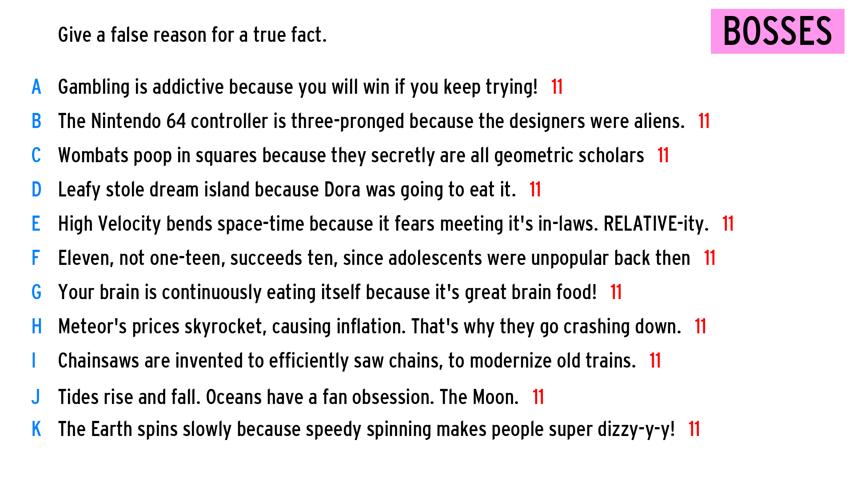 Give a false reason for a true fact.
BOSSES
A Gambling is addictive because you will win if you keep trying! 11
B The Nintendo 64 controller is three-pronged because the designers were aliens. 11
C Wombats poop in squares because they secretly are all geometric scholars 11
D Leafy stole dream island because Dora was going to eat it. 11
E High Velocity bends space-time because it fears meeting it's in-laws. RELATIVE-ity. 11
F Eleven, not one-teen, succeeds ten, since adolescents were unpopular back then 11
G Your brain is continuously eating itself because it's great brain food! 11
H Meteor's prices skyrocket, causing inflation. That's why they go crashing down. 11
I Chainsaws are invented to efficiently saw chains, to modernize old trains. 11
J Tides rise and fall. Oceans have a fan obsession. The Moon. 11
K The Earth spins slowly because speedy spinning makes people super dizzy-y-y! 11